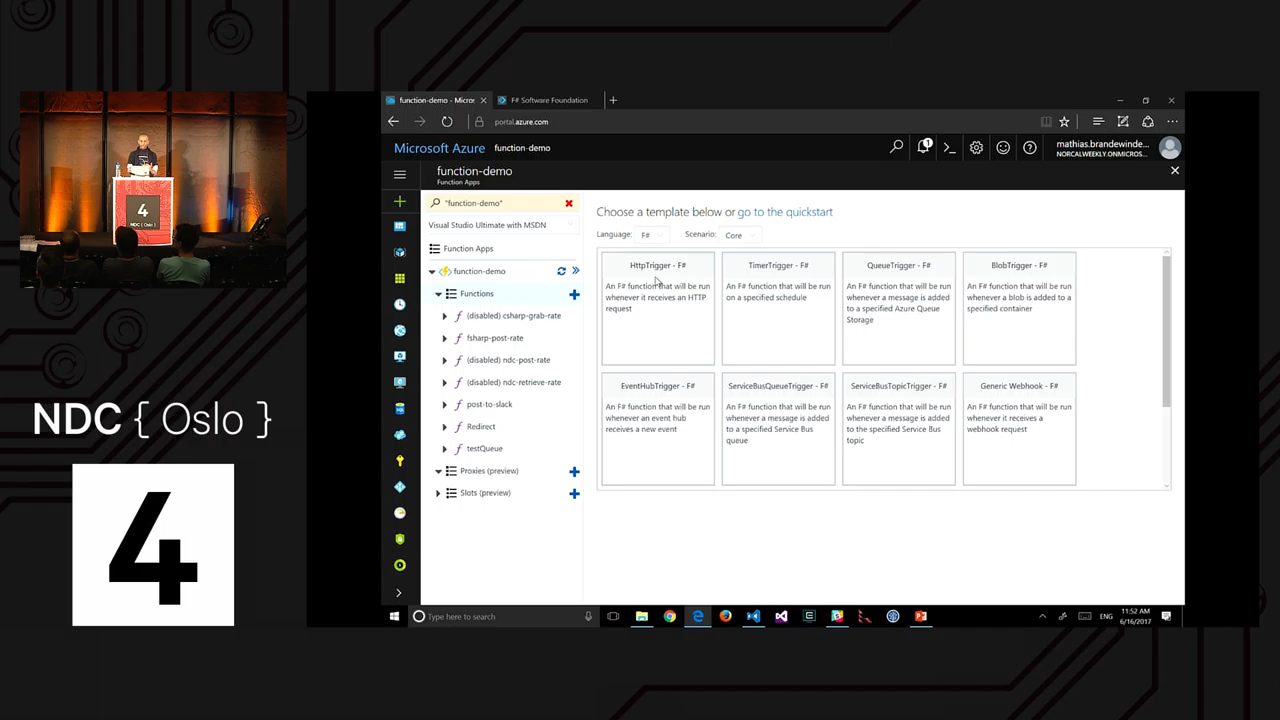 4
NDC { Oslo }
NDC { Oslo }
4
function-demo - Micros
F# Software Foundation
portal.azure.com
Microsoft Azure
function-demo
1
mathias.brandewinde...
NORCALWEEKLY.ONMICROS...
function-demo
Function Apps
"function-demo"
Visual Studio Ultimate with MSDN
Function Apps
function-demo
Functions
(disabled) csharp-grab-rate
fsharp-post-rate
(disabled) ndc-post-rate
(disabled) ndc-retrieve-rate
post-to-slack
Redirect
testQueue
Proxies (preview)
Slots (preview)
Choose a template below or go to the quickstart
Language: F# Scenario: Core
HttpTrigger - F#
An F# function that will be run
whenever it receives an HTTP
request
TimerTrigger - F#
An F# function that will be run
on a specified schedule
QueueTrigger - F#
An F# function that will be run
whenever a message is added
to a specified Azure Queue
Storage
BlobTrigger - F#
An F# function that will be run
whenever a blob is added to a
specified container
EventHubTrigger - F#
An F# function that will be run
whenever an event hub
receives a new event
ServiceBusQueueTrigger - F#
An F# function that will be run
whenever a message is added
to a specified Service Bus
queue
ServiceBusTopicTrigger - F#
An F# function that will be run
whenever a message is added
to the specified Service Bus
topic
Generic Webhook - F#
An F# function that will be run
whenever it receives a
webhook request
Type here to search
ENG
11:52 AM
6/16/2017